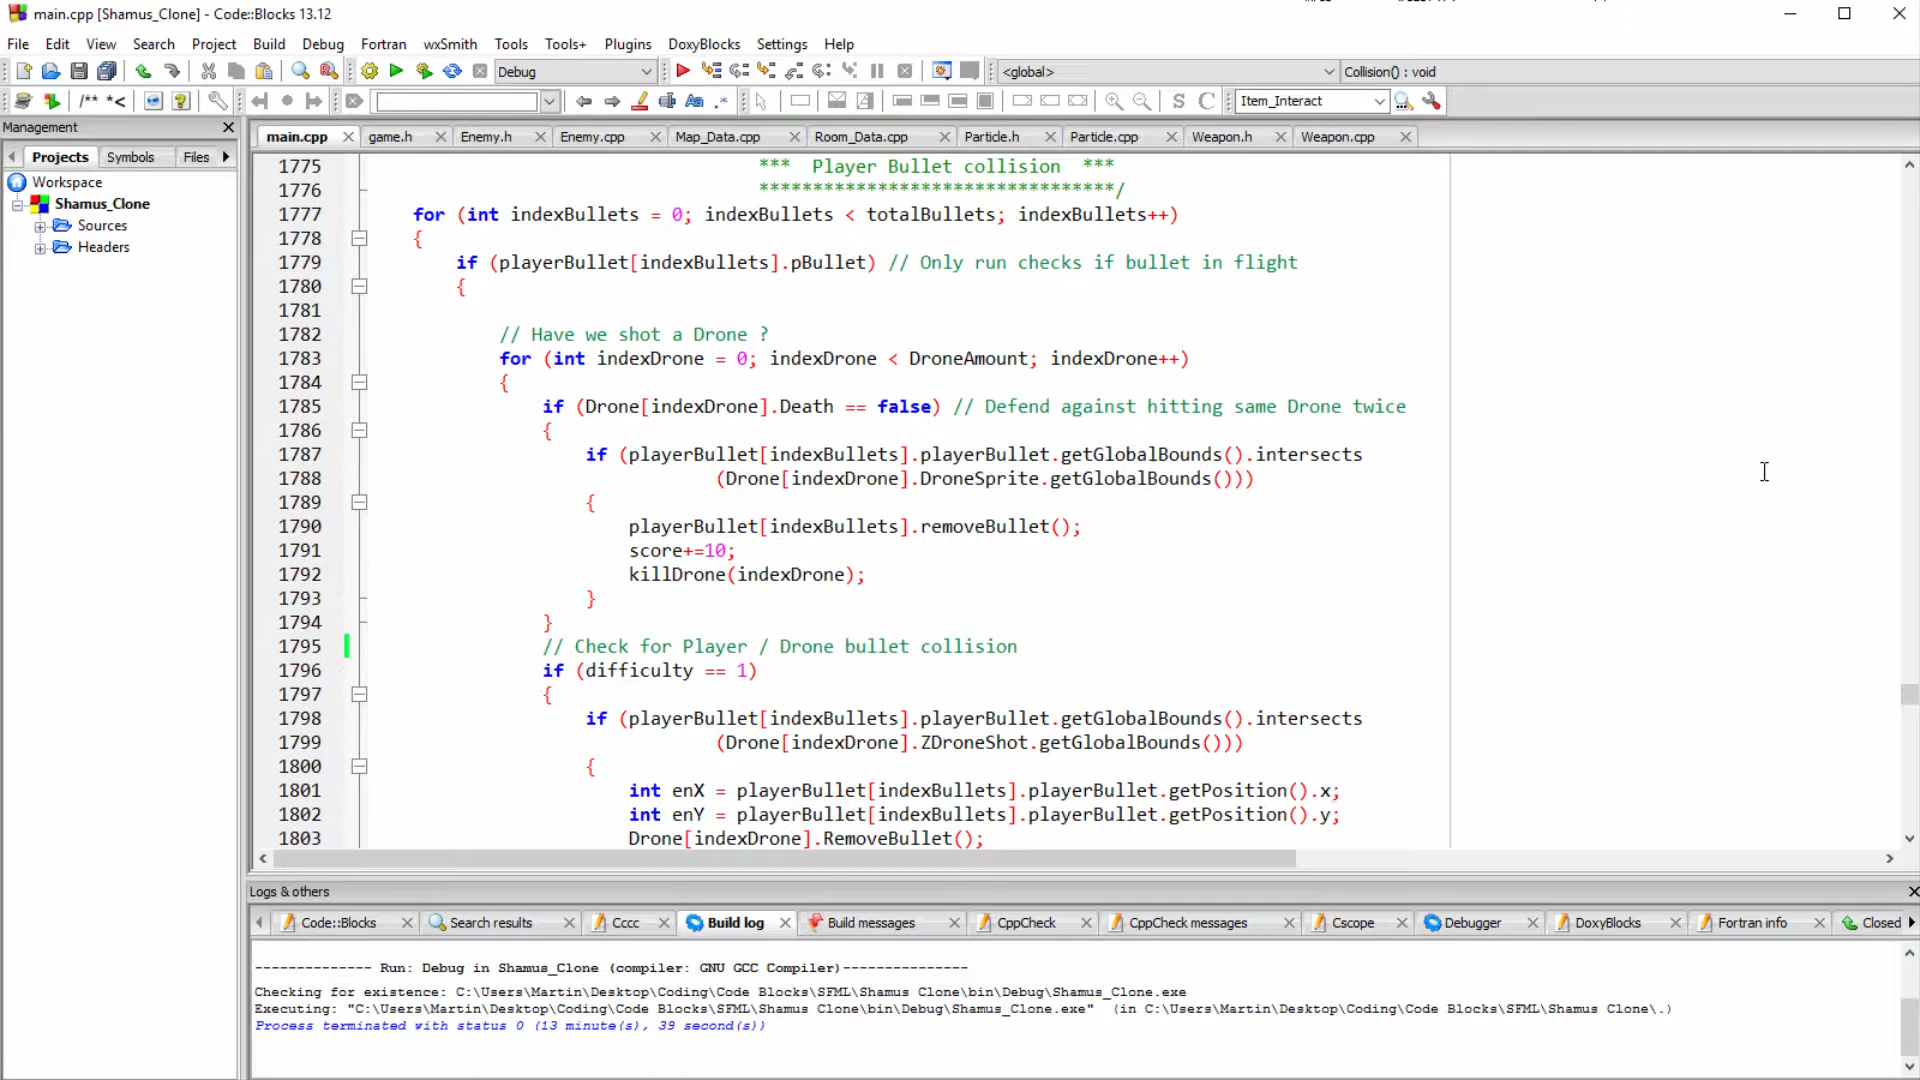 main.cpp [Shamus_Clone] - Code::Blocks 13.12
File Edit View Search Project Build Debug Fortran wxSmith Tools Tools+ Plugins DoxyBlocks Settings Help
Debug <global> Collision() : void
/** *< Aa .* S C Item_Interact
Management
main.cpp game.h Enemy.h Enemy.cpp Map_Data.cpp Room_Data.cpp Particle.h Particle.cpp Weapon.h Weapon.cpp
Projects Symbols Files
Workspace
Shamus_Clone
Sources
Headers
1775 *** Player Bullet collision ***
1776 *********************************/
1777 for (int indexBullets = 0; indexBullets < totalBullets; indexBullets++)
1778 {
1779 if (playerBullet[indexBullets].pBullet) // Only run checks if bullet in flight
1780 {
1781
1782 // Have we shot a Drone ?
1783 for (int indexDrone = 0; indexDrone < DroneAmount; indexDrone++)
1784 {
1785 if (Drone[indexDrone].Death == false) // Defend against hitting same Drone twice
1786 {
1787 if (playerBullet[indexBullets].playerBullet.getGlobalBounds().intersects
1788 (Drone[indexDrone].DroneSprite.getGlobalBounds()))
1789 {
1790 playerBullet[indexBullets].removeBullet();
1791 score+=10;
1792 killDrone(indexDrone);
1793 }
1794 }
1795 // Check for Player / Drone bullet collision
1796 if (difficulty == 1)
1797 {
1798 if (playerBullet[indexBullets].playerBullet.getGlobalBounds().intersects
1799 (Drone[indexDrone].ZDroneShot.getGlobalBounds()))
1800 {
1801 int enX = playerBullet[indexBullets].playerBullet.getPosition().x;
1802 int enY = playerBullet[indexBullets].playerBullet.getPosition().y;
1803 Drone[indexDrone].RemoveBullet();
Logs & others
Code::Blocks Search results Cccc Build log Build messages CppCheck CppCheck messages Cscope Debugger DoxyBlocks Fortran info Closed
-------------- Run: Debug in Shamus_Clone (compiler: GNU GCC Compiler)---------------
Checking for existence: C:\Users\Martin\Desktop\Coding\Code Blocks\SFML\Shamus Clone\bin\Debug\Shamus_Clone.exe
Executing: "C:\Users\Martin\Desktop\Coding\Code Blocks\SFML\Shamus Clone\bin\Debug\Shamus_Clone.exe" (in C:\Users\Martin\Desktop\Coding\Code Blocks\SFML\Shamus Clone\.)
Process terminated with status 0 (13 minute(s), 39 second(s))